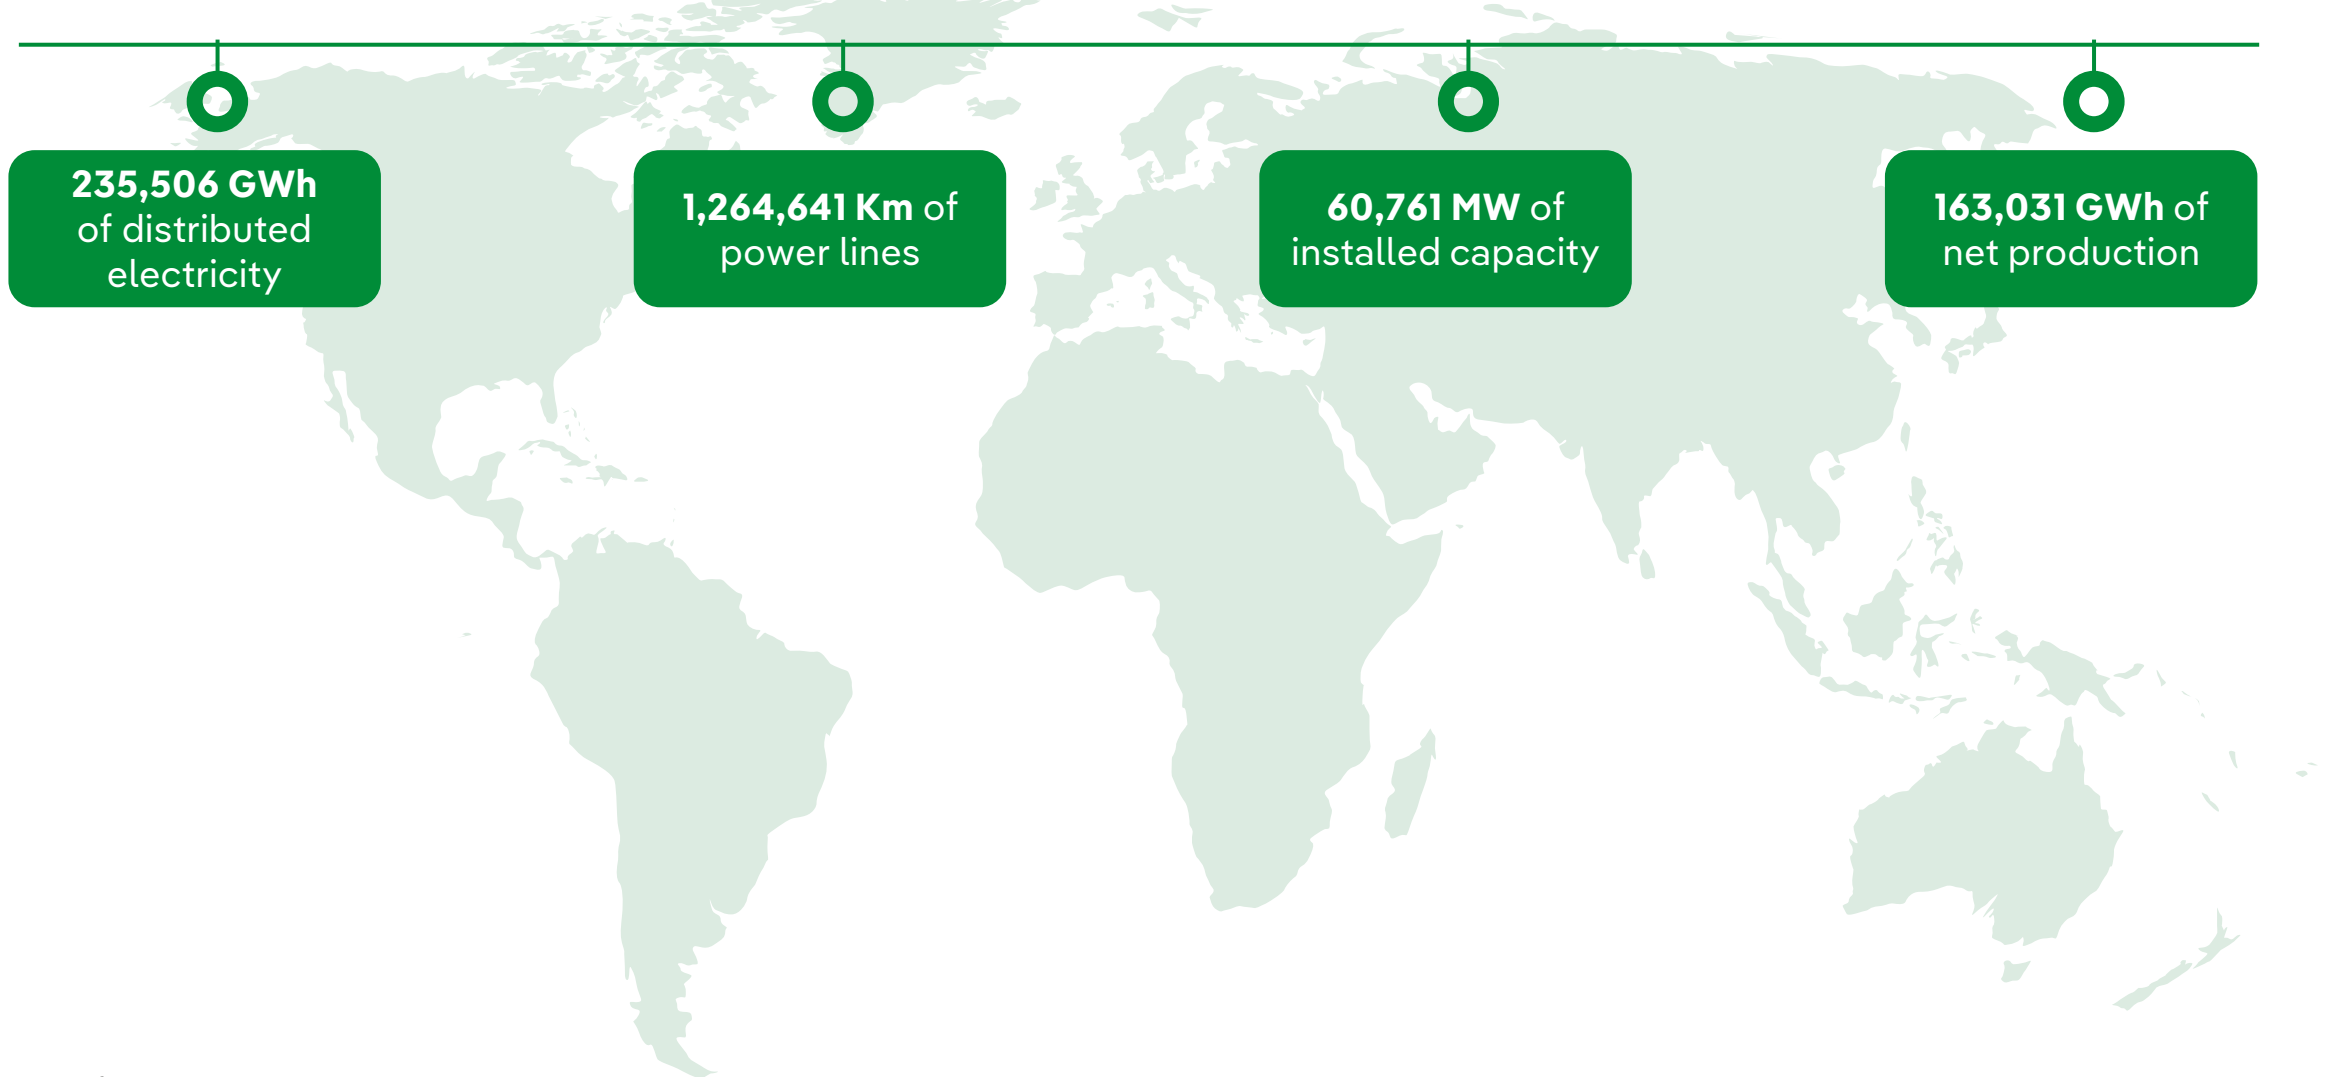 235,506 GWh
of distributed
electricity
1,264,641 Km of
power lines
60,761 MW of
installed capacity
163,031 GWh of
net production